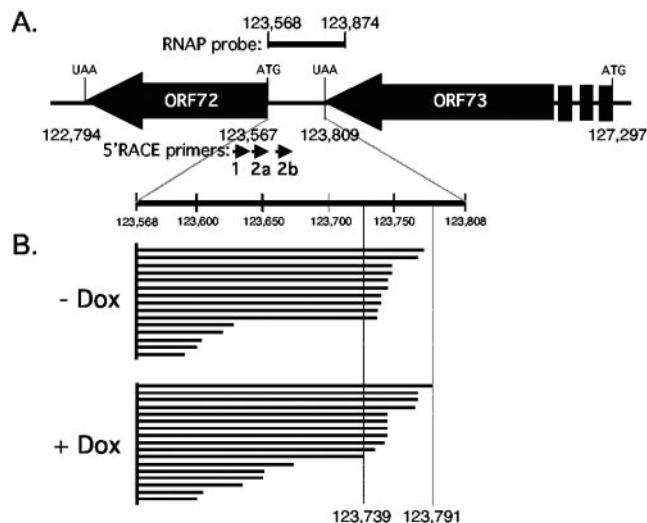 A.
123,568 123,874
RNAP probe:
UAA ATG UAA ATG
ORF72 ORF73
122,794 123,567 123,809 127,297
5'RACE primers:
1 2a 2b
123,568 123,600 123,650 123,700 123,750 123,808
B.
- Dox
+ Dox
123,739 123,791